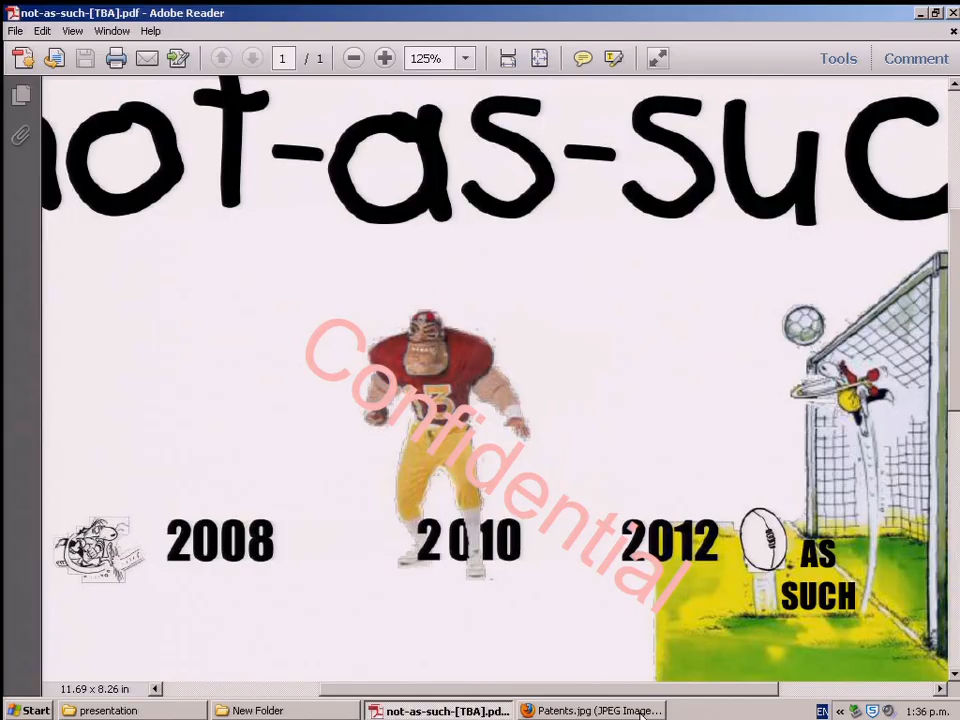 not-as-such-[TBA].pdf - Adobe Reader
File Edit View Window Help
1 / 1 125% Tools Comment
not-as-suc
Confidential
2008 2010 2012
AS
SUCH
11.69 x 8.26 in
Start presentation New Folder not-as-such-[TBA].pd... Patents.jpg (JPEG Image... EN « 1:36 p.m.